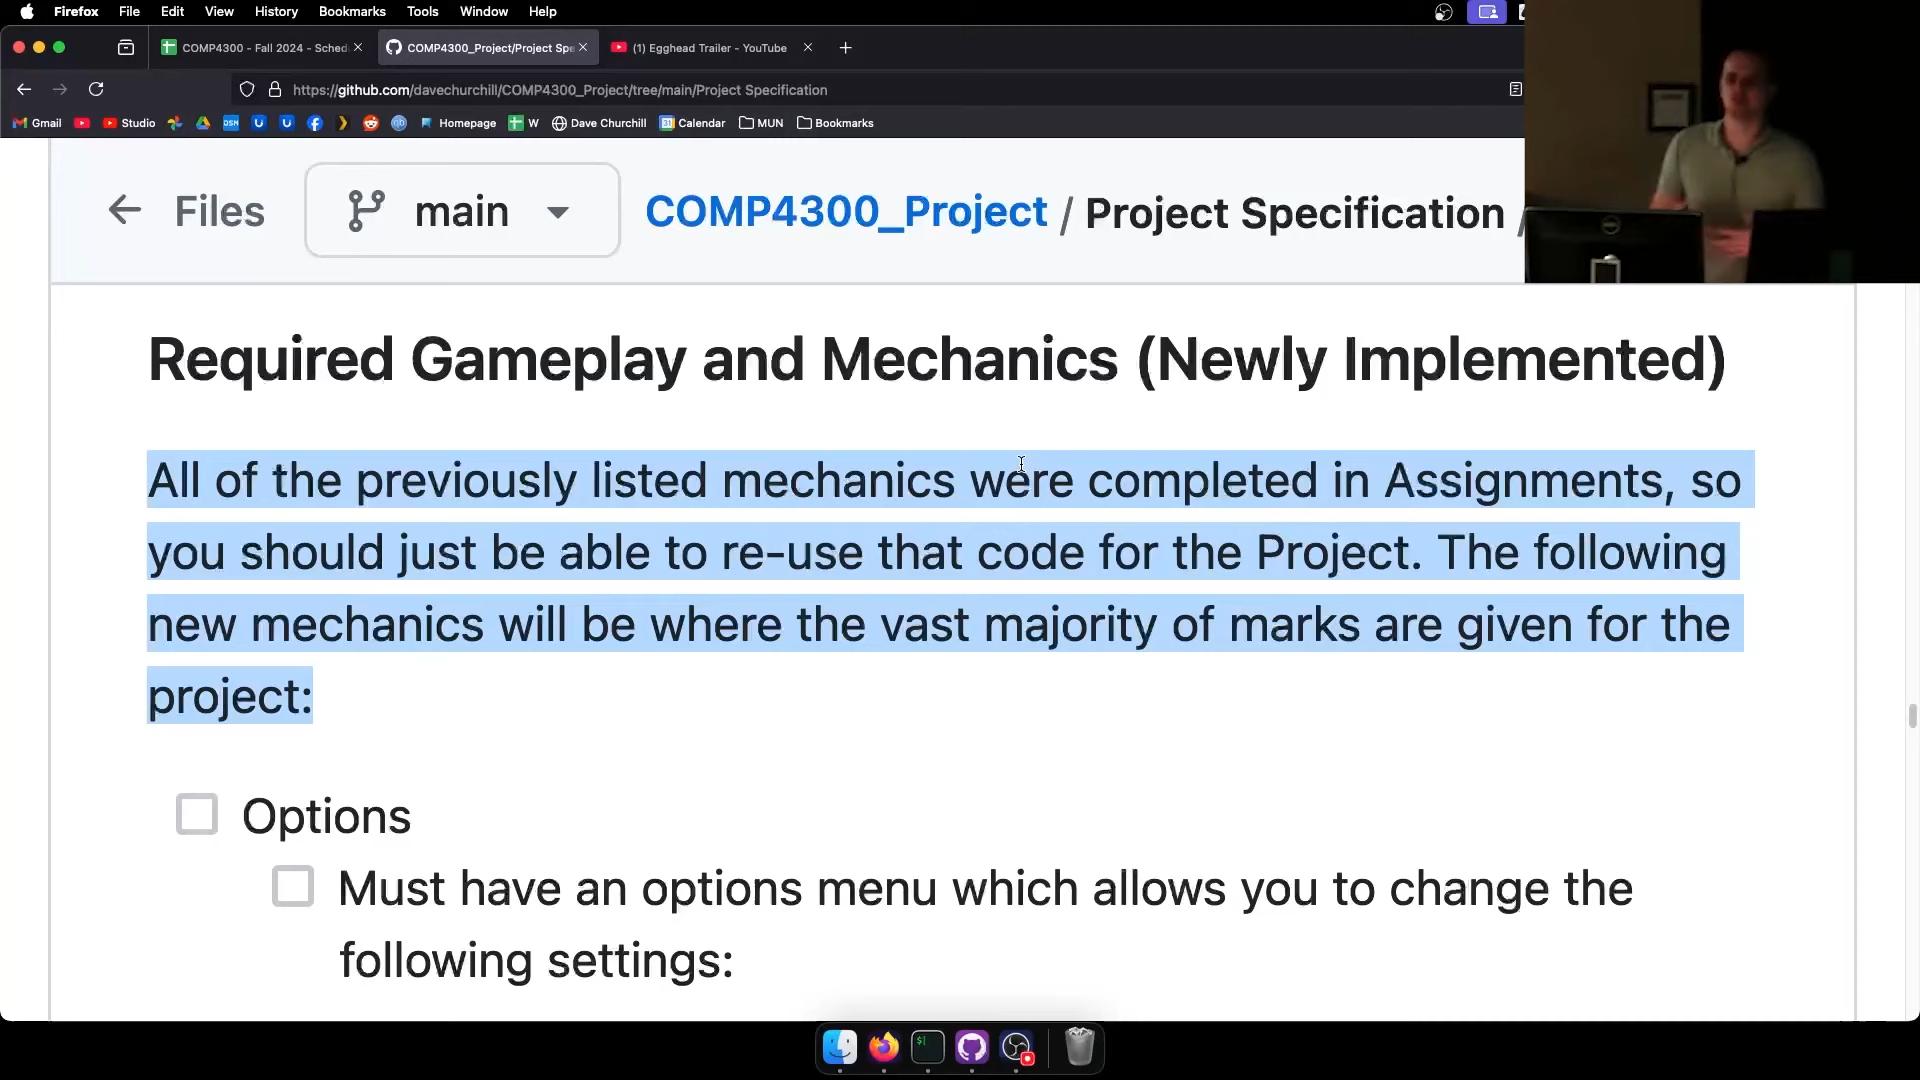 Firefox File Edit View History Bookmarks Tools Window Help
COMP4300 - Fall 2024 - Sched
COMP4300_Project/Project Spe
(1) Egghead Trailer - YouTube
https://github.com/davechurchill/COMP4300_Project/tree/main/Project Specification
Gmail Studio Homepage W Dave Churchill Calendar MUN Bookmarks
Files main COMP4300_Project / Project Specification /
Required Gameplay and Mechanics (Newly Implemented)
All of the previously listed mechanics were completed in Assignments, so
you should just be able to re-use that code for the Project. The following
new mechanics will be where the vast majority of marks are given for the
project:
Options
Must have an options menu which allows you to change the
following settings: